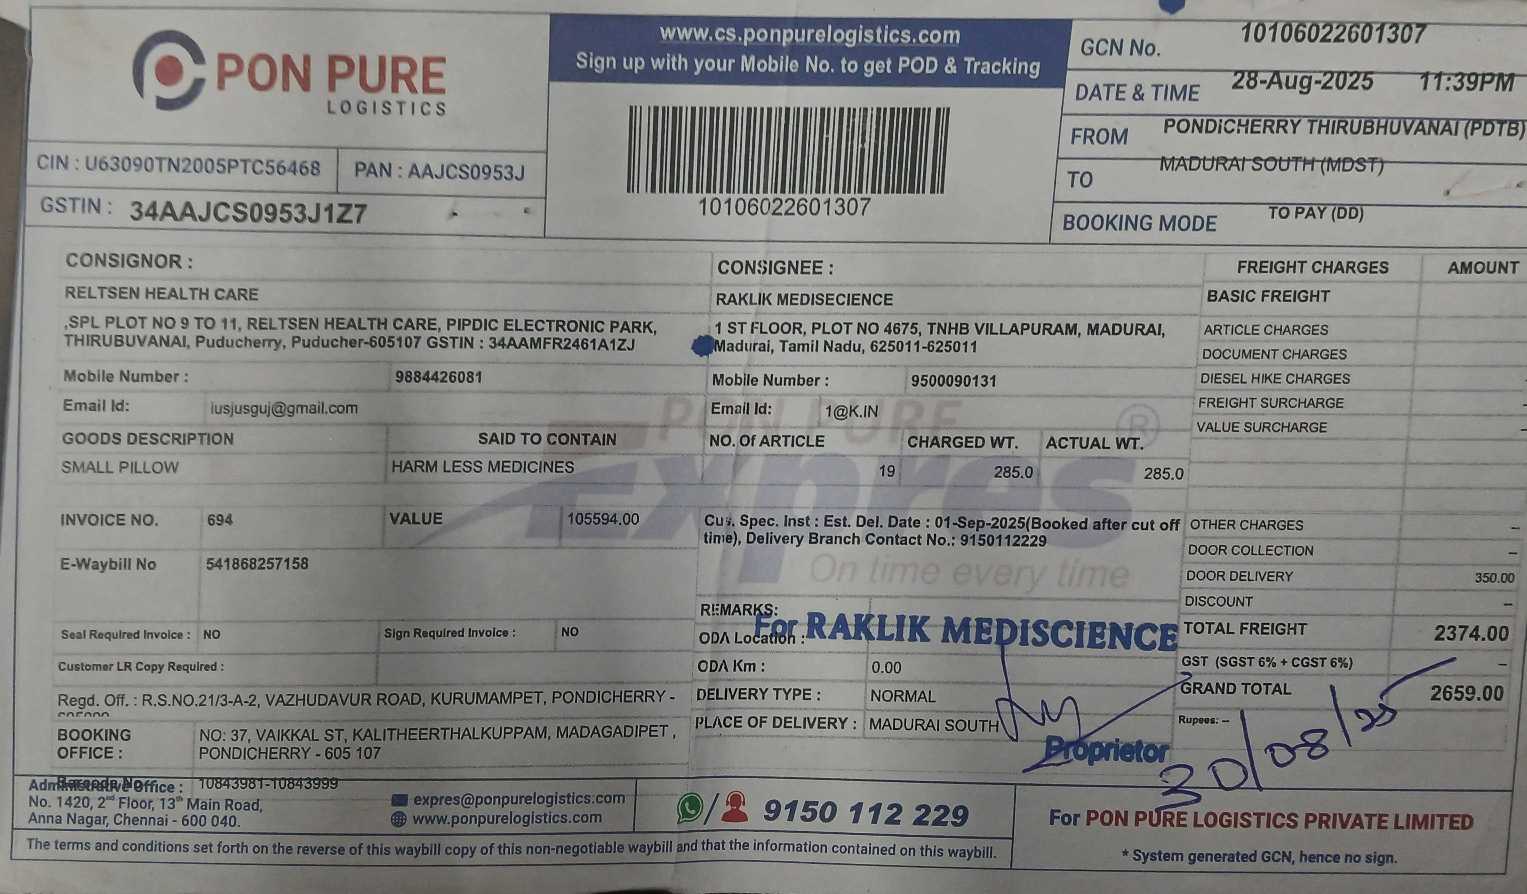 PON PURE
LOGISTICS
CIN : U63090TN2005PTC56468
PAN : AAJCS0953J
GSTIN : 34AAJCS0953J1Z7
www.cs.ponpurelogistics.com
Sign up with your Mobile No. to get POD & Tracking
10106022601307
GCN No. 10106022601307
DATE & TIME 28-Aug-2025 11:39PM
FROM PONDICHERRY THIRUBHUVANAI (PDTB)
TO MADURAI SOUTH (MDST)
BOOKING MODE TO PAY (DD)
CONSIGNOR :
RELTSEN HEALTH CARE
,SPL PLOT NO 9 TO 11, RELTSEN HEALTH CARE, PIPDIC ELECTRONIC PARK,
THIRUBUVANAI, Puducherry, Puducher-605107 GSTIN : 34AAMFR2461A1ZJ
Mobile Number : 9884426081
Email Id: iusjusguj@gmail.com
GOODS DESCRIPTION SAID TO CONTAIN
SMALL PILLOW HARM LESS MEDICINES
INVOICE NO. 694 VALUE 105594.00
E-Waybill No 541868257158
Seal Required Invoice : NO Sign Required Invoice : NO
Customer LR Copy Required :
Regd. Off. : R.S.NO.21/3-A-2, VAZHUDAVUR ROAD, KURUMAMPET, PONDICHERRY -
BOOKING OFFICE : NO: 37, VAIKKAL ST, KALITHEERTHALKUPPAM, MADAGADIPET ,
PONDICHERRY - 605 107
CONSIGNEE :
RAKLIK MEDISECIENCE
1 ST FLOOR, PLOT NO 4675, TNHB VILLAPURAM, MADURAI,
Madurai, Tamil Nadu, 625011-625011
Mobile Number : 9500090131
Email Id: 1@K.IN
NO. Of ARTICLE CHARGED WT. ACTUAL WT.
19 285.0 285.0
PON PURE
Expres ®
On time every time
Cus. Spec. Inst : Est. Del. Date : 01-Sep-2025(Booked after cut off
time), Delivery Branch Contact No.: 9150112229
REMARKS:
ODA Location :
For RAKLIK MEDISCIENCE
ODA Km : 0.00
DELIVERY TYPE : NORMAL
PLACE OF DELIVERY : MADURAI SOUTH
Proprietor
FREIGHT CHARGES AMOUNT
BASIC FREIGHT
ARTICLE CHARGES
DOCUMENT CHARGES
DIESEL HIKE CHARGES
FREIGHT SURCHARGE
VALUE SURCHARGE
OTHER CHARGES –
DOOR COLLECTION –
DOOR DELIVERY 350.00
DISCOUNT –
TOTAL FREIGHT 2374.00
GST (SGST 6% + CGST 6%) –
GRAND TOTAL 2659.00
Rupees: –
30/08/25
Barcode No : 10843981-10843999
Administrative Office :
No. 1420, 2nd Floor, 13th Main Road,
Anna Nagar, Chennai - 600 040.
expres@ponpurelogistics.com
www.ponpurelogistics.com
/ 9150 112 229
For PON PURE LOGISTICS PRIVATE LIMITED
* System generated GCN, hence no sign.
The terms and conditions set forth on the reverse of this waybill copy of this non-negotiable waybill and that the information contained on this waybill.